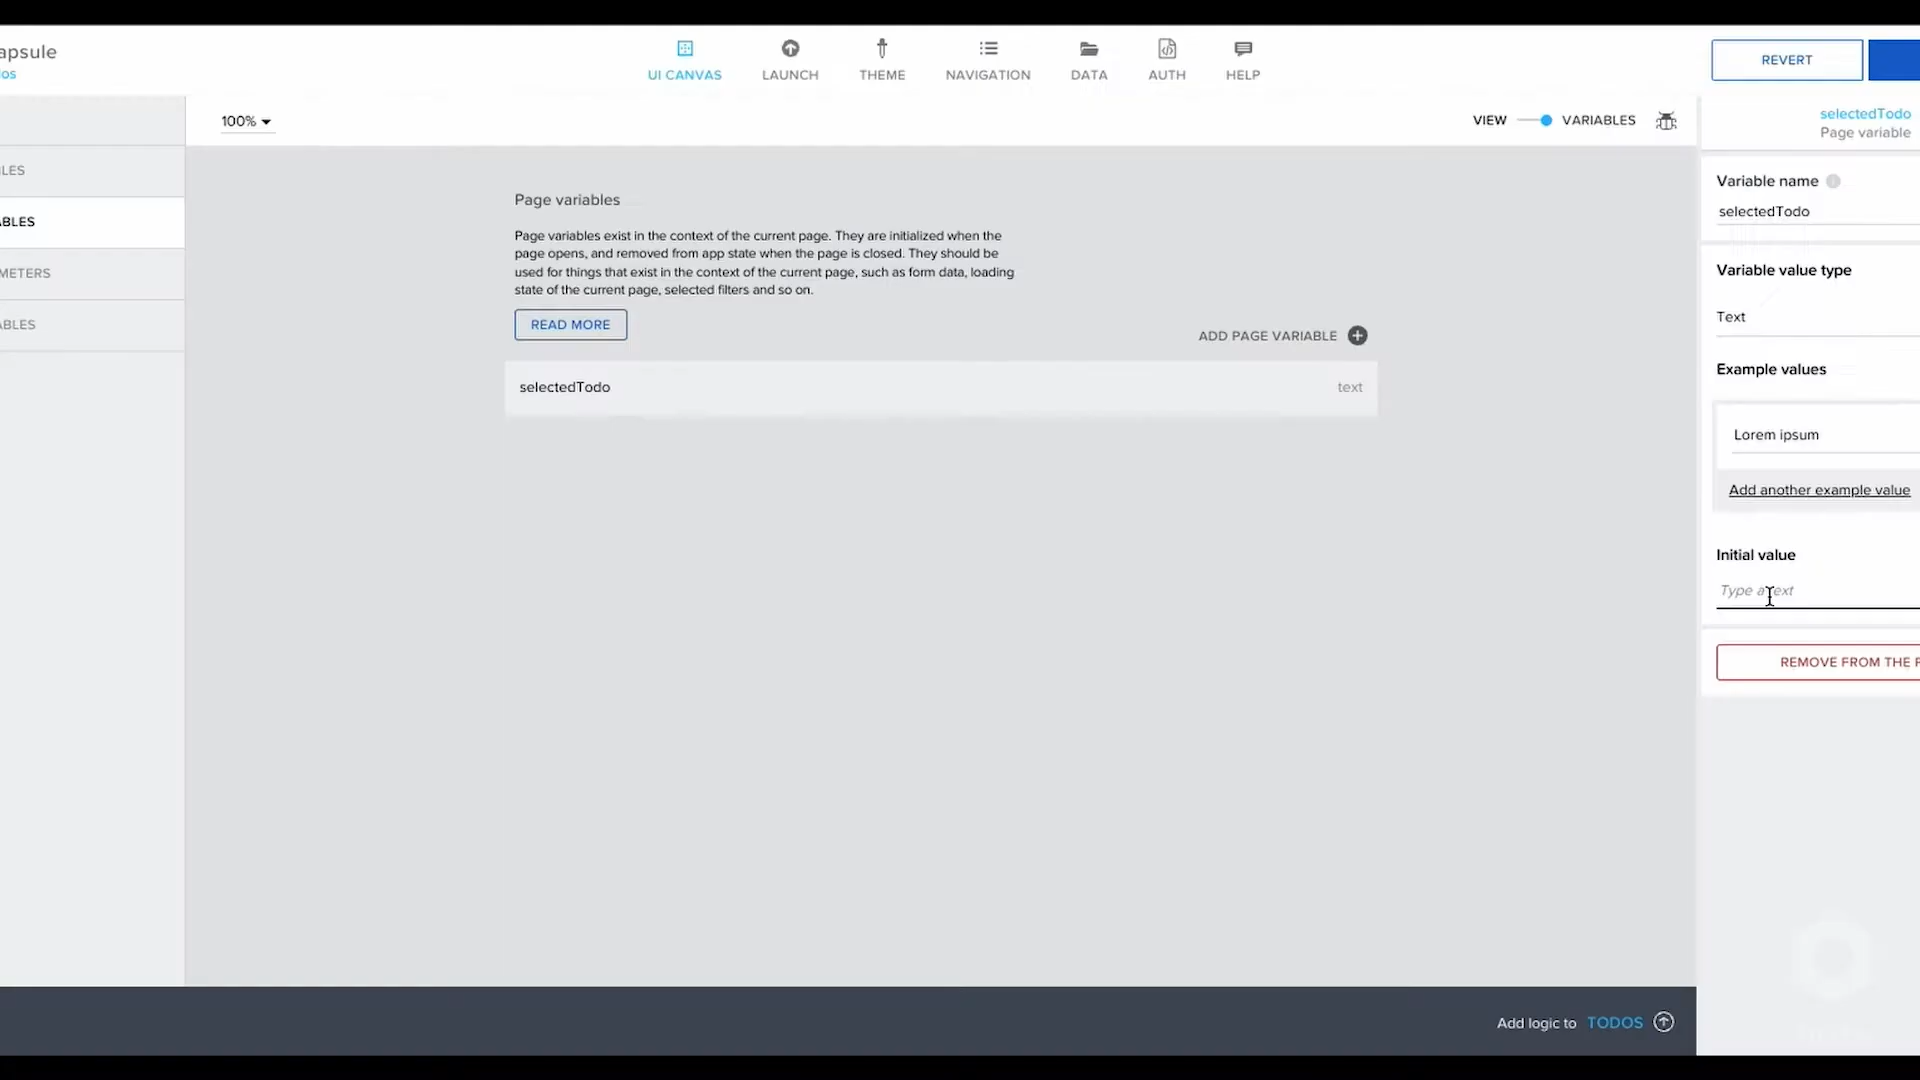 apsule
os
UI CANVAS
LAUNCH
THEME
NAVIGATION
DATA
AUTH
HELP
REVERT
100%
VIEW
VARIABLES
selectedTodo
Page variable
LES
ABLES
METERS
ABLES
Page variables
Page variables exist in the context of the current page. They are initialized when the
page opens, and removed from app state when the page is closed. They should be
used for things that exist in the context of the current page, such as form data, loading
state of the current page, selected filters and so on.
READ MORE
ADD PAGE VARIABLE
selectedTodo
text
Variable name
selectedTodo
Variable value type
Text
Example values
Lorem ipsum
Add another example value
Initial value
Type a text
REMOVE FROM THE P
Add logic to TODOS